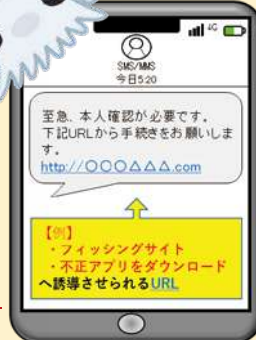 4G
SMS/MMS
今日5:20
至急、本人確認が必要です。
下記URLから手続きをお願いしま
す。
http://〇〇〇△△△.com
【例】
・フィッシングサイト
・不正アプリをダウンロード
へ誘導させられるURL